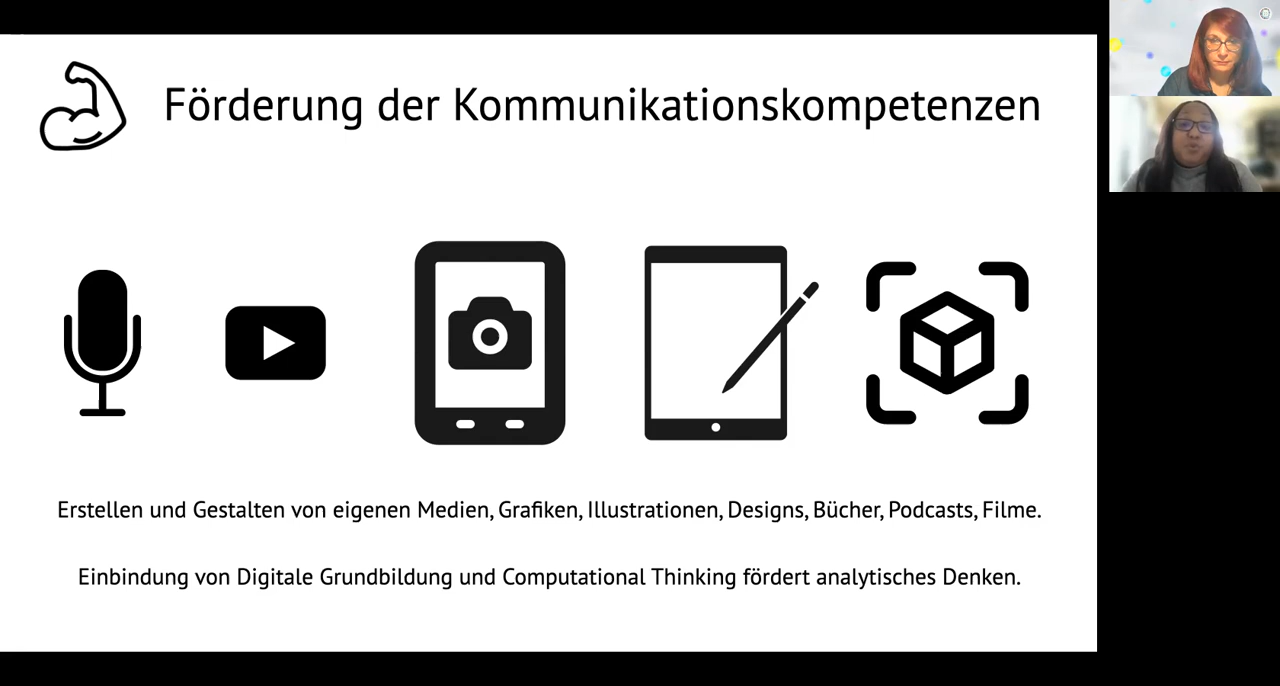 Förderung der Kommunikationskompetenzen
Erstellen und Gestalten von eigenen Medien, Grafiken, Illustrationen, Designs, Bücher, Podcasts, Filme.
Einbindung von Digitale Grundbildung und Computational Thinking fördert analytisches Denken.